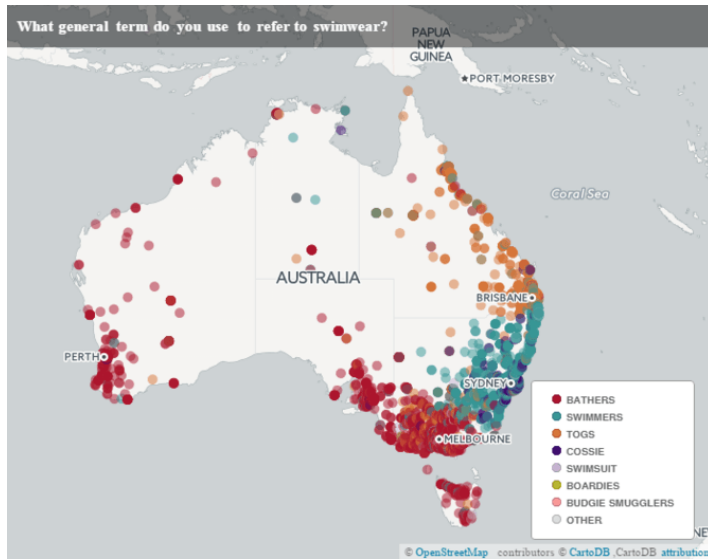 What general term do you use to refer to swimwear?
PAPUA
NEW
GUINEA
PORT MORESBY
Coral Sea
AUSTRALIA
BRISBANE
PERTH
SYDNEY
MELBOURNE
BATHERS
SWIMMERS
TOGS
COSSIE
SWIMSUIT
BOARDIES
BUDGIE SMUGGLERS
OTHER
© OpenStreetMap contributors © CartoDB ,CartoDB attribution